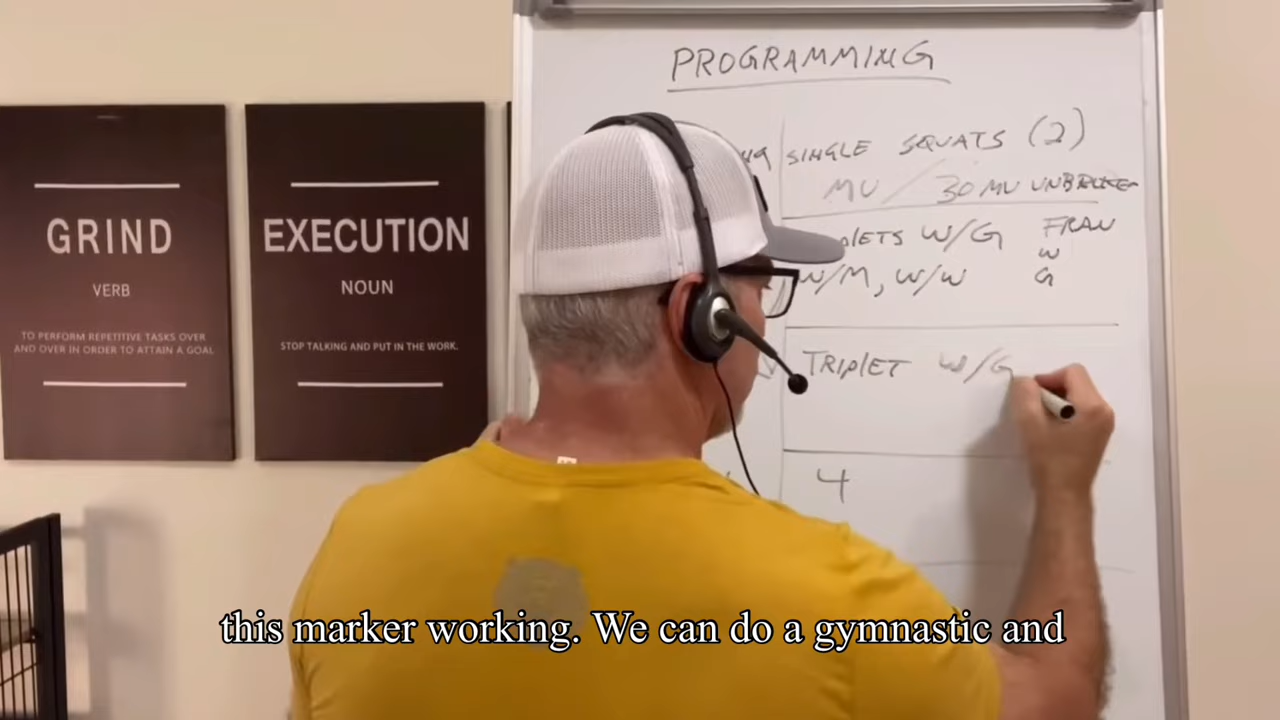 PROGRAMMING
SINGLE SQUATS (2)
MU / 30 MU UNBROKEN
W/G FRAN
W
W/M, W/W G
TRIPLET W/G
4
GRIND
VERB
TO PERFORM REPETITIVE TASKS OVER
AND OVER IN ORDER TO ATTAIN A GOAL
EXECUTION
NOUN
STOP TALKING AND PUT IN THE WORK.
this marker working. We can do a gymnastic and